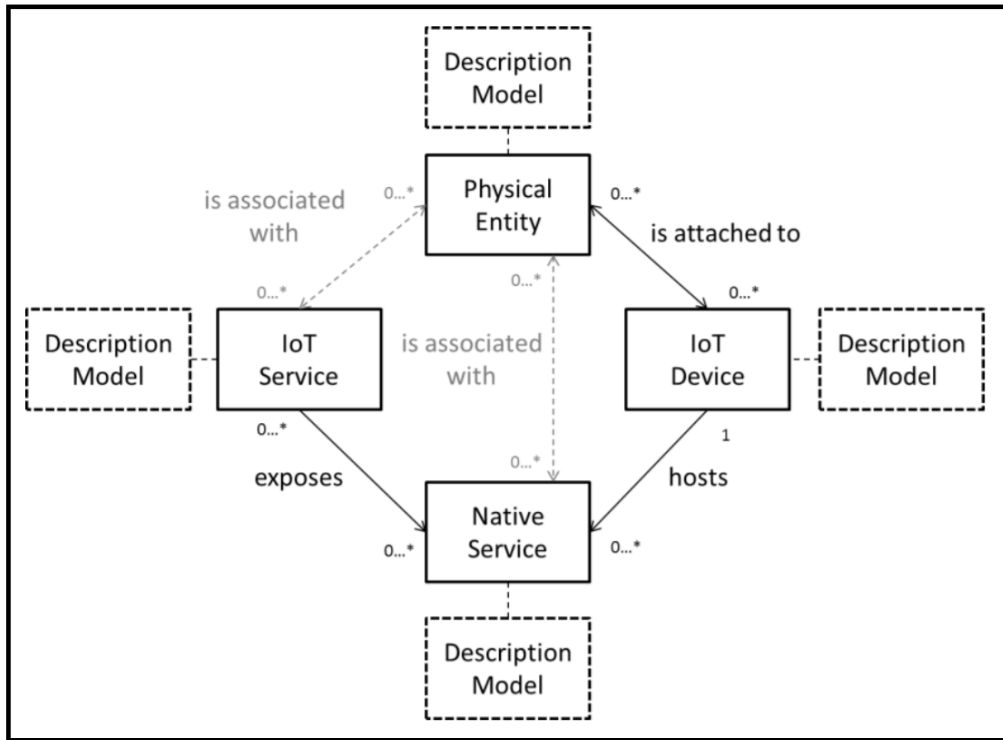 Description
Model
0...*
Physical
Entity
0...*
is associated
with
is attached to
0...*
0...*
0...*
Description
Model
IoT
Service
is associated
with
IoT
Device
Description
Model
0...*
1
exposes
0...*
hosts
0...*
Native
Service
0...*
Description
Model